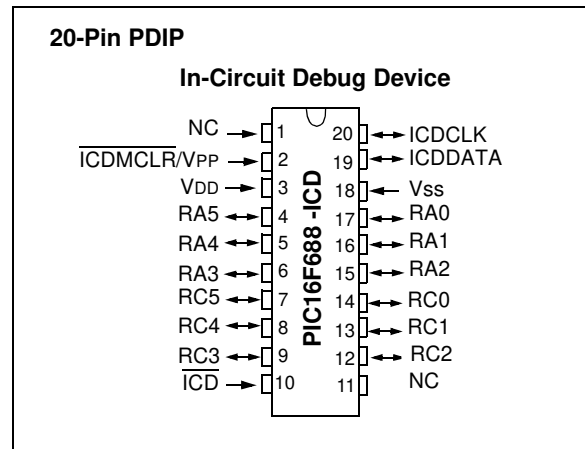 20-Pin PDIP
In-Circuit Debug Device
NC 1 20 ICDCLK
ICDMCLR/VPP 2 19 ICDDATA
VDD 3 18 Vss
RA5 4 17 RA0
RA4 5 16 RA1
RA3 6 15 RA2
RC5 7 14 RC0
RC4 8 13 RC1
RC3 9 12 RC2
ICD 10 11 NC
PIC16F688 -ICD